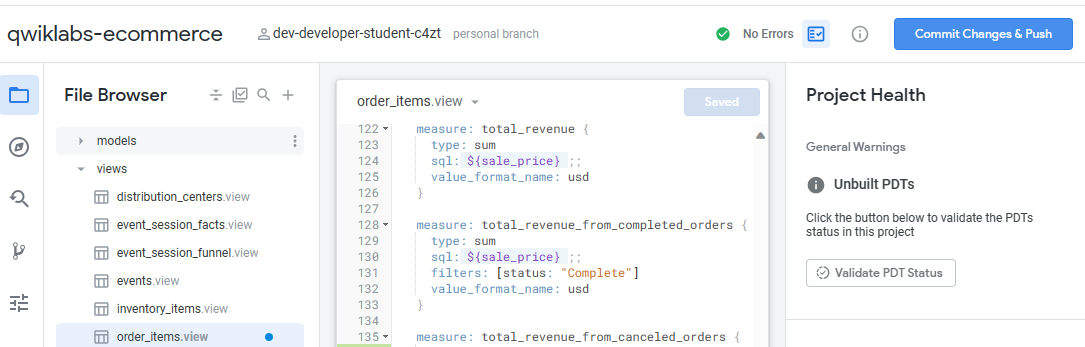 qwiklabs-ecommerce
dev-developer-student-c4zt personal branch
No Errors
Commit Changes & Push
File Browser
models
views
distribution_centers.view
event_session_facts.view
event_session_funnel.view
events.view
inventory_items.view
order_items.view
order_items.view
Saved
122 measure: total_revenue {
123 type: sum
124 sql: ${sale_price} ;;
125 value_format_name: usd
126 }
127
128 measure: total_revenue_from_completed_orders {
129 type: sum
130 sql: ${sale_price} ;;
131 filters: [status: "Complete"]
132 value_format_name: usd
133 }
134
135 measure: total_revenue_from_canceled_orders {
Project Health
General Warnings
Unbuilt PDTs
Click the button below to validate the PDTs
status in this project
Validate PDT Status